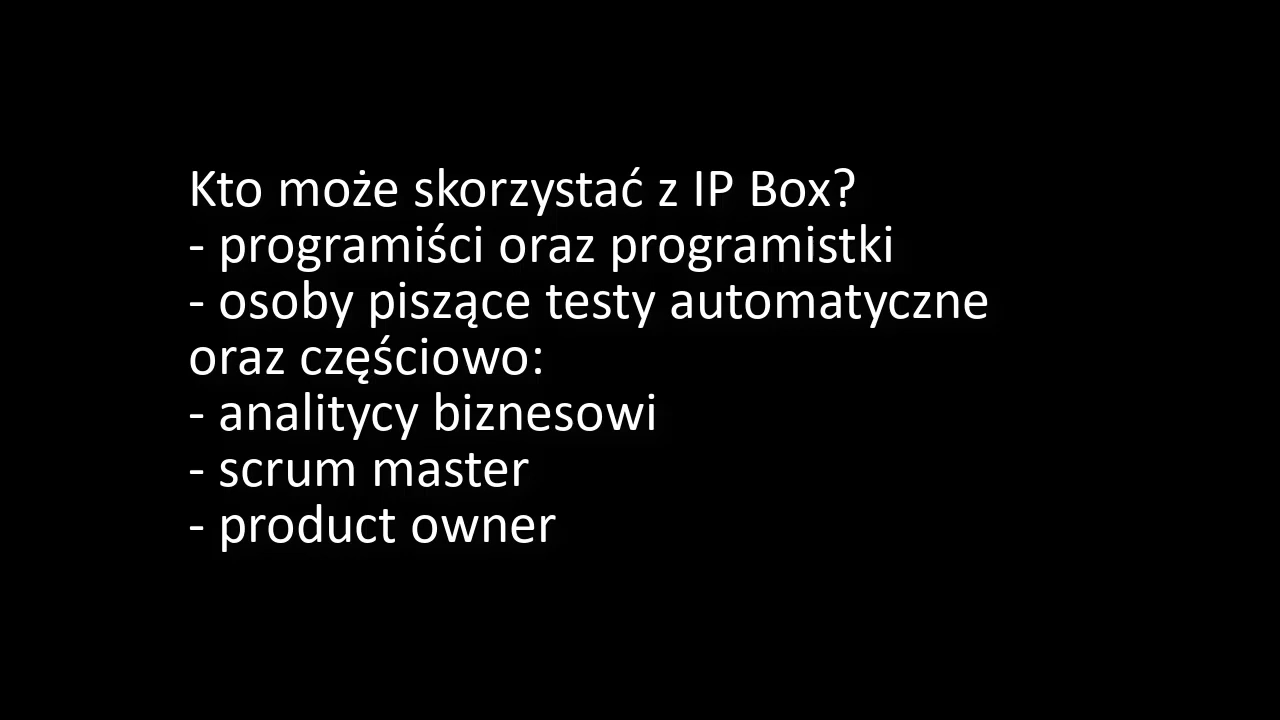 Kto może skorzystać z IP Box?
- programiści oraz programistki
- osoby piszące testy automatyczne
oraz częściowo:
- analitycy biznesowi
- scrum master
- product owner